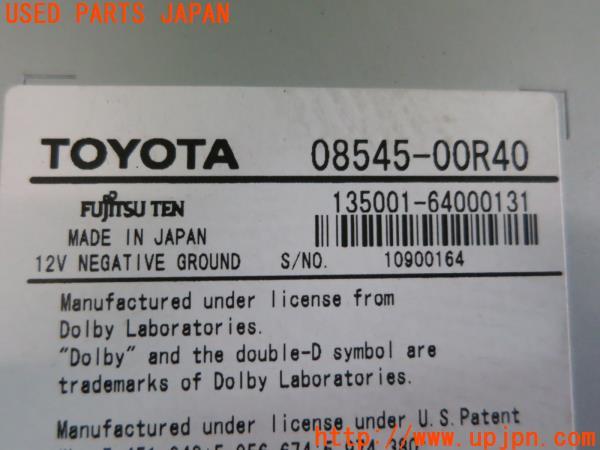 USED PARTS JAPAN
TOYOTA 08545-00R40
FUJITSU TEN 135001-64000131
MADE IN JAPAN
12V NEGATIVE GROUND S/NO. 10900164
Manufactured under license from
Dolby Laboratories.
"Dolby" and the double-D symbol are
trademarks of Dolby Laboratories.
Manufactured under license under U.S.Patent
http://www.upjpn.com